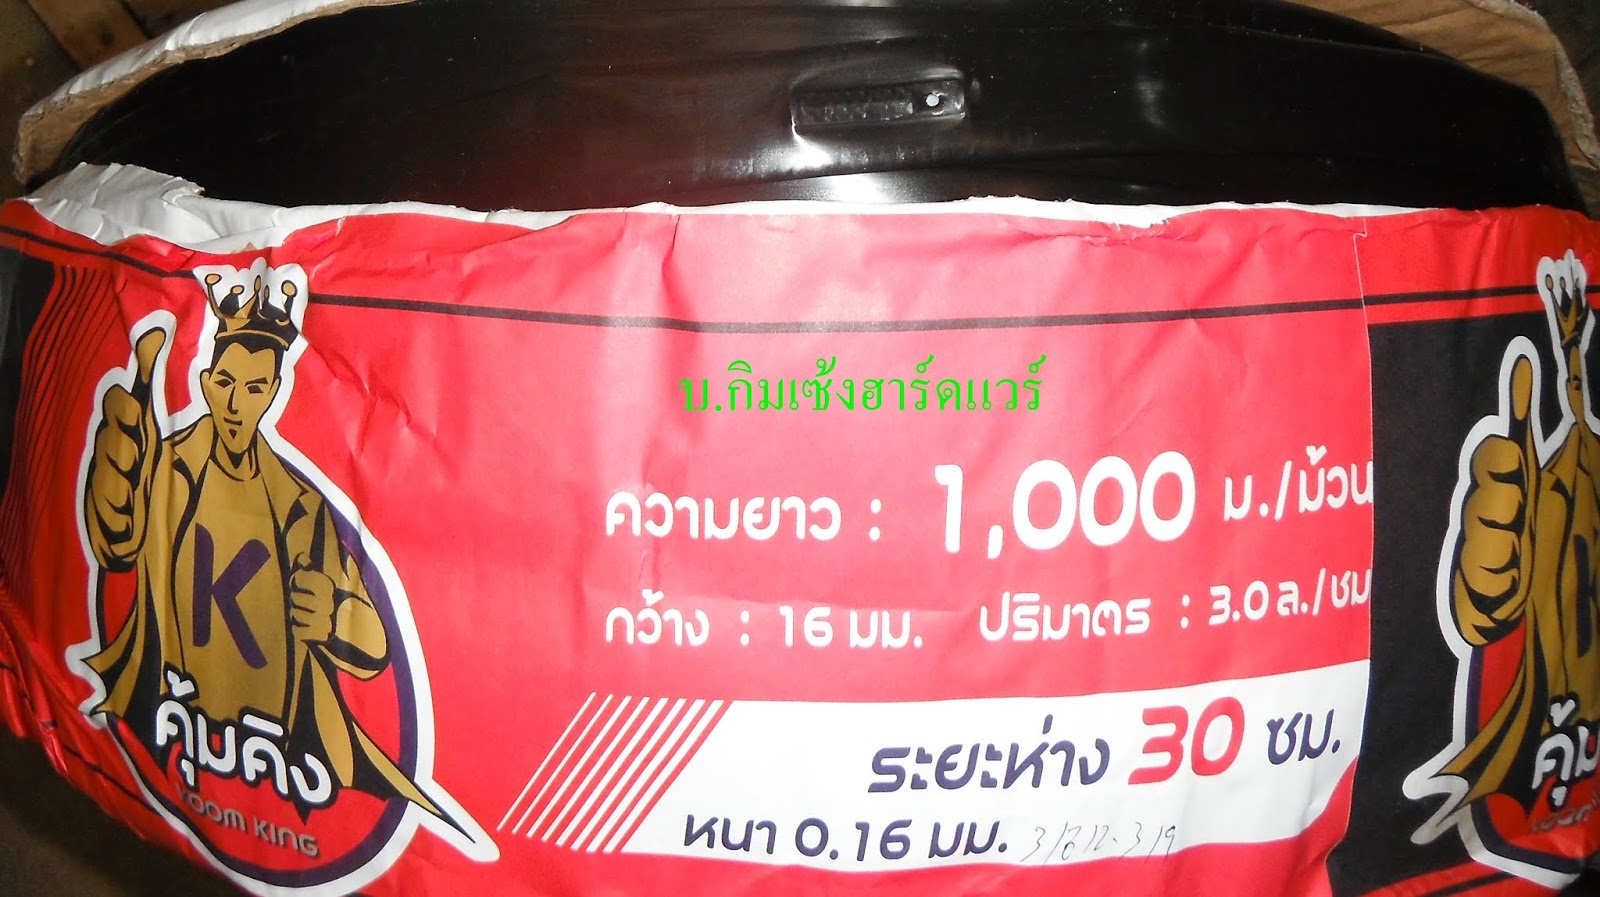 บ.กิมเซ้งฮาร์ดแวร์
ความยาว : 1,000 ม./ม้วน
กว้าง : 16 มม. ปริมาตร : 3.0 ล./ชม
ระยะห่าง 30 ซม.
หนา 0.16 มม.
K
คุ้มคิง
KOOM KING
คุ้ม